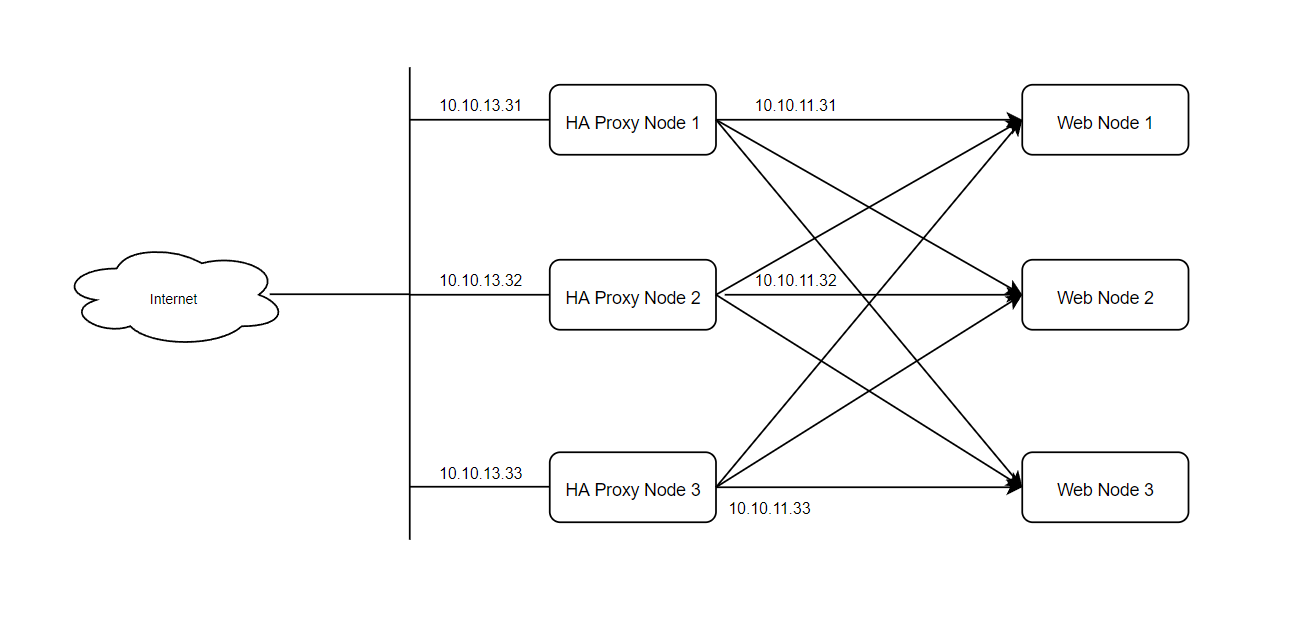 10.10.13.31
HA Proxy Node 1
10.10.11.31
Web Node 1
Internet
10.10.13.32
HA Proxy Node 2
10.10.11.32
Web Node 2
10.10.13.33
HA Proxy Node 3
10.10.11.33
Web Node 3